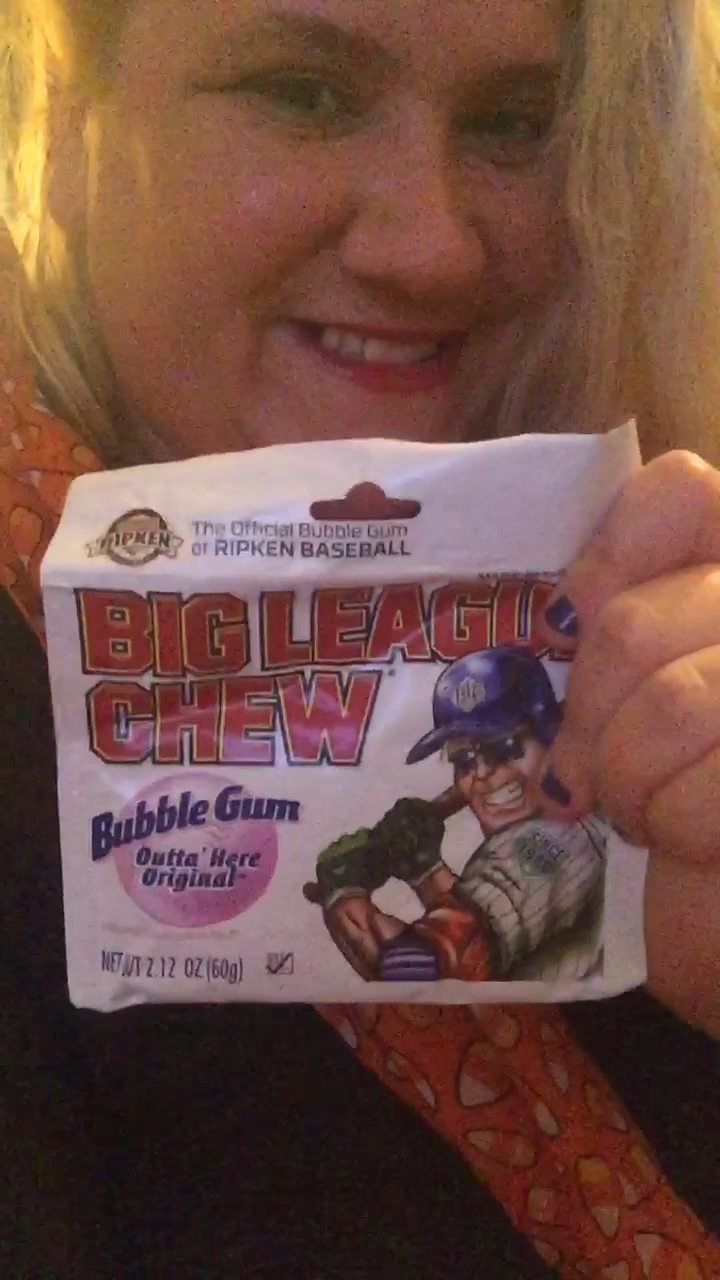 RIPKEN
The Official Bubble Gum
of RIPKEN BASEBALL
BIG LEAGU
CHEW
Bubble Gum
Outta' Here
Original
SINCE
NET WT 2.12 OZ (60g)